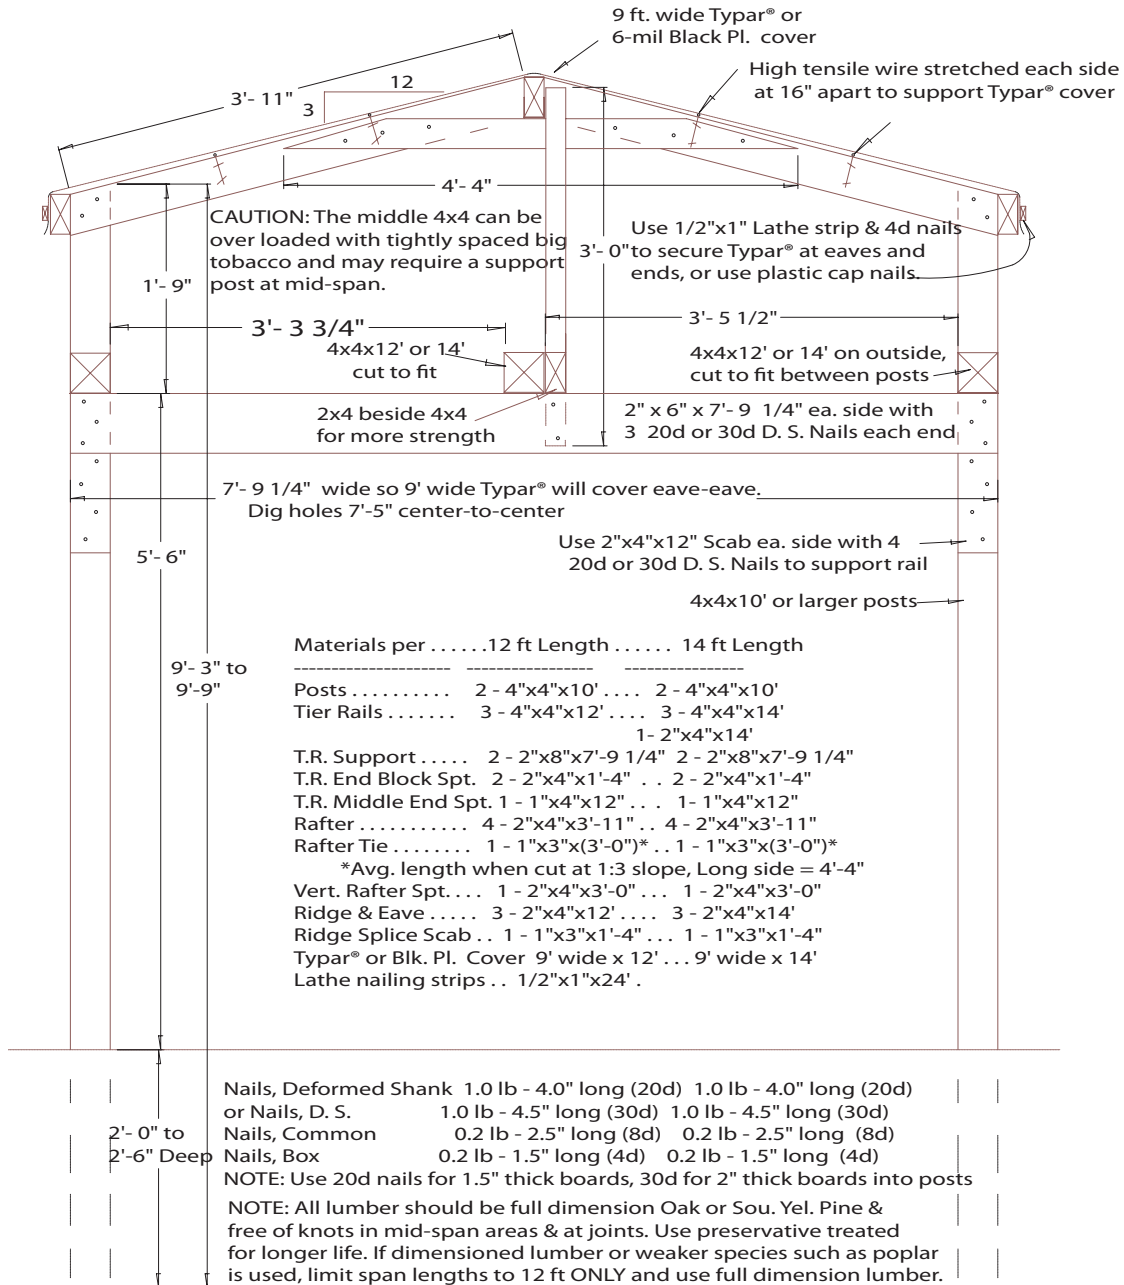 9 ft. wide Typar® or
6-mil Black Pl. cover
High tensile wire stretched each side
at 16" apart to support Typar® cover
12
3
3'- 11"
4'- 4"
CAUTION: The middle 4x4 can be
over loaded with tightly spaced big
tobacco and may require a support
post at mid-span.
Use 1/2"x1" Lathe strip & 4d nails
to secure Typar® at eaves and
ends, or use plastic cap nails.
3'- 0"
1'- 9"
3'- 3 3/4"
3'- 5 1/2"
4x4x12' or 14'
cut to fit
4x4x12' or 14' on outside,
cut to fit between posts
2x4 beside 4x4
for more strength
2" x 6" x 7'- 9 1/4" ea. side with
3 20d or 30d D. S. Nails each end
7'- 9 1/4" wide so 9' wide Typar® will cover eave-eave.
Dig holes 7'-5" center-to-center
5'- 6"
Use 2"x4"x12" Scab ea. side with 4
20d or 30d D. S. Nails to support rail
4x4x10' or larger posts
9'- 3" to
9'-9"
Materials per . . . . . .12 ft Length . . . . . . 14 ft Length
--------------------- ----------------- ----------------
Posts . . . . . . . . . . 2 - 4"x4"x10' . . . . 2 - 4"x4"x10'
Tier Rails . . . . . . . 3 - 4"x4"x12' . . . . 3 - 4"x4"x14'
1- 2"x4"x14'
T.R. Support . . . . . 2 - 2"x8"x7'-9 1/4" 2 - 2"x8"x7'-9 1/4"
T.R. End Block Spt. 2 - 2"x4"x1'-4" . . 2 - 2"x4"x1'-4"
T.R. Middle End Spt. 1 - 1"x4"x12" . . . 1- 1"x4"x12"
Rafter . . . . . . . . . . . 4 - 2"x4"x3'-11" . . 4 - 2"x4"x3'-11"
Rafter Tie . . . . . . . . 1 - 1"x3"x(3'-0")* . . 1 - 1"x3"x(3'-0")*
*Avg. length when cut at 1:3 slope, Long side = 4'-4"
Vert. Rafter Spt. . . . 1 - 2"x4"x3'-0" . . . 1 - 2"x4"x3'-0"
Ridge & Eave . . . . . 3 - 2"x4"x12' . . . . 3 - 2"x4"x14'
Ridge Splice Scab . . 1 - 1"x3"x1'-4" . . . 1 - 1"x3"x1'-4"
Typar® or Blk. Pl. Cover 9' wide x 12' . . . 9' wide x 14'
Lathe nailing strips . . 1/2"x1"x24' .
2'- 0" to
2'-6" Deep
Nails, Deformed Shank 1.0 lb - 4.0" long (20d) 1.0 lb - 4.0" long (20d)
or Nails, D. S. 1.0 lb - 4.5" long (30d) 1.0 lb - 4.5" long (30d)
Nails, Common 0.2 lb - 2.5" long (8d) 0.2 lb - 2.5" long (8d)
Nails, Box 0.2 lb - 1.5" long (4d) 0.2 lb - 1.5" long (4d)
NOTE: Use 20d nails for 1.5" thick boards, 30d for 2" thick boards into posts
NOTE: All lumber should be full dimension Oak or Sou. Yel. Pine &
free of knots in mid-span areas & at joints. Use preservative treated
for longer life. If dimensioned lumber or weaker species such as poplar
is used, limit span lengths to 12 ft ONLY and use full dimension lumber.